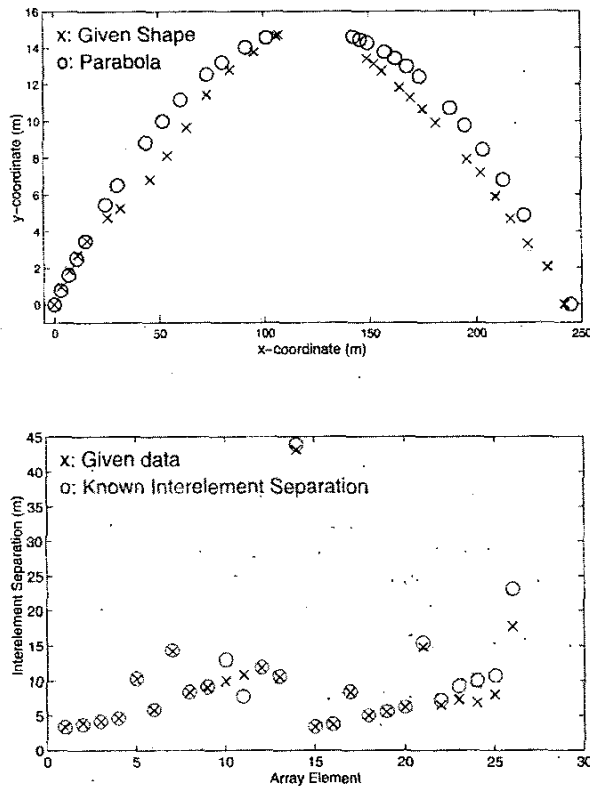 16
14
12
10
8
6
4
2
0
y-coordinate (m)
x: Given Shape
o: Parabola
0 50 100 150 200 250
x-coordinate (m)
45
40
35
30
25
20
15
10
5
0
Interelement Separation (m)
x: Given data
o: Known Interelement Separation
0 5 10 15 20 25 30
Array Element